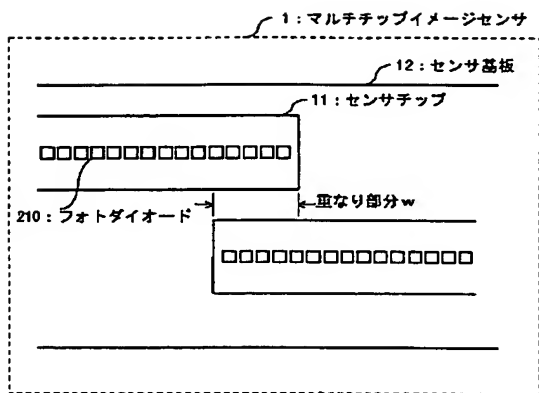 1：マルチチップイメージセンサ
12：センサ基板
11：センサチップ
210：フォトダイオード
重なり部分w